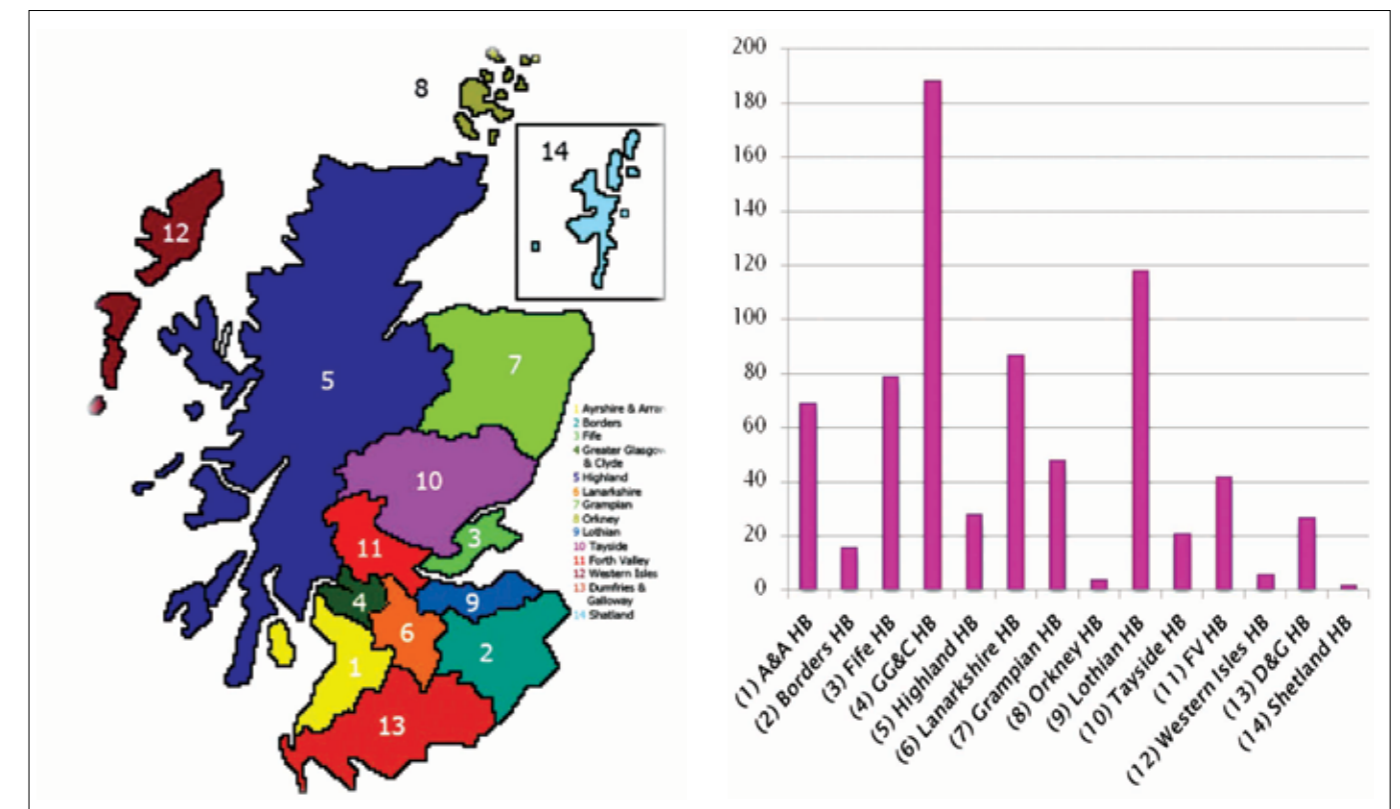 8
14
12
5
7
10
3
11
4
9
6
2
1
13
1 Ayrshire & Arran
2 Borders
3 Fife
4 Greater Glasgow
& Clyde
5 Highland
6 Lanarkshire
7 Grampian
8 Orkney
9 Lothian
10 Tayside
11 Forth Valley
12 Western Isles
13 Dumfries &
Galloway
14 Shatland
200
180
160
140
120
100
80
60
40
20
0
(1) A&A HB
(2) Borders HB
(3) Fife HB
(4) GG&C HB
(5) Highland HB
(6) Lanarkshire HB
(7) Grampian HB
(8) Orkney HB
(9) Lothian HB
(10) Tayside HB
(11) FV HB
(12) Western Isles HB
(13) D&G HB
(14) Shetland HB